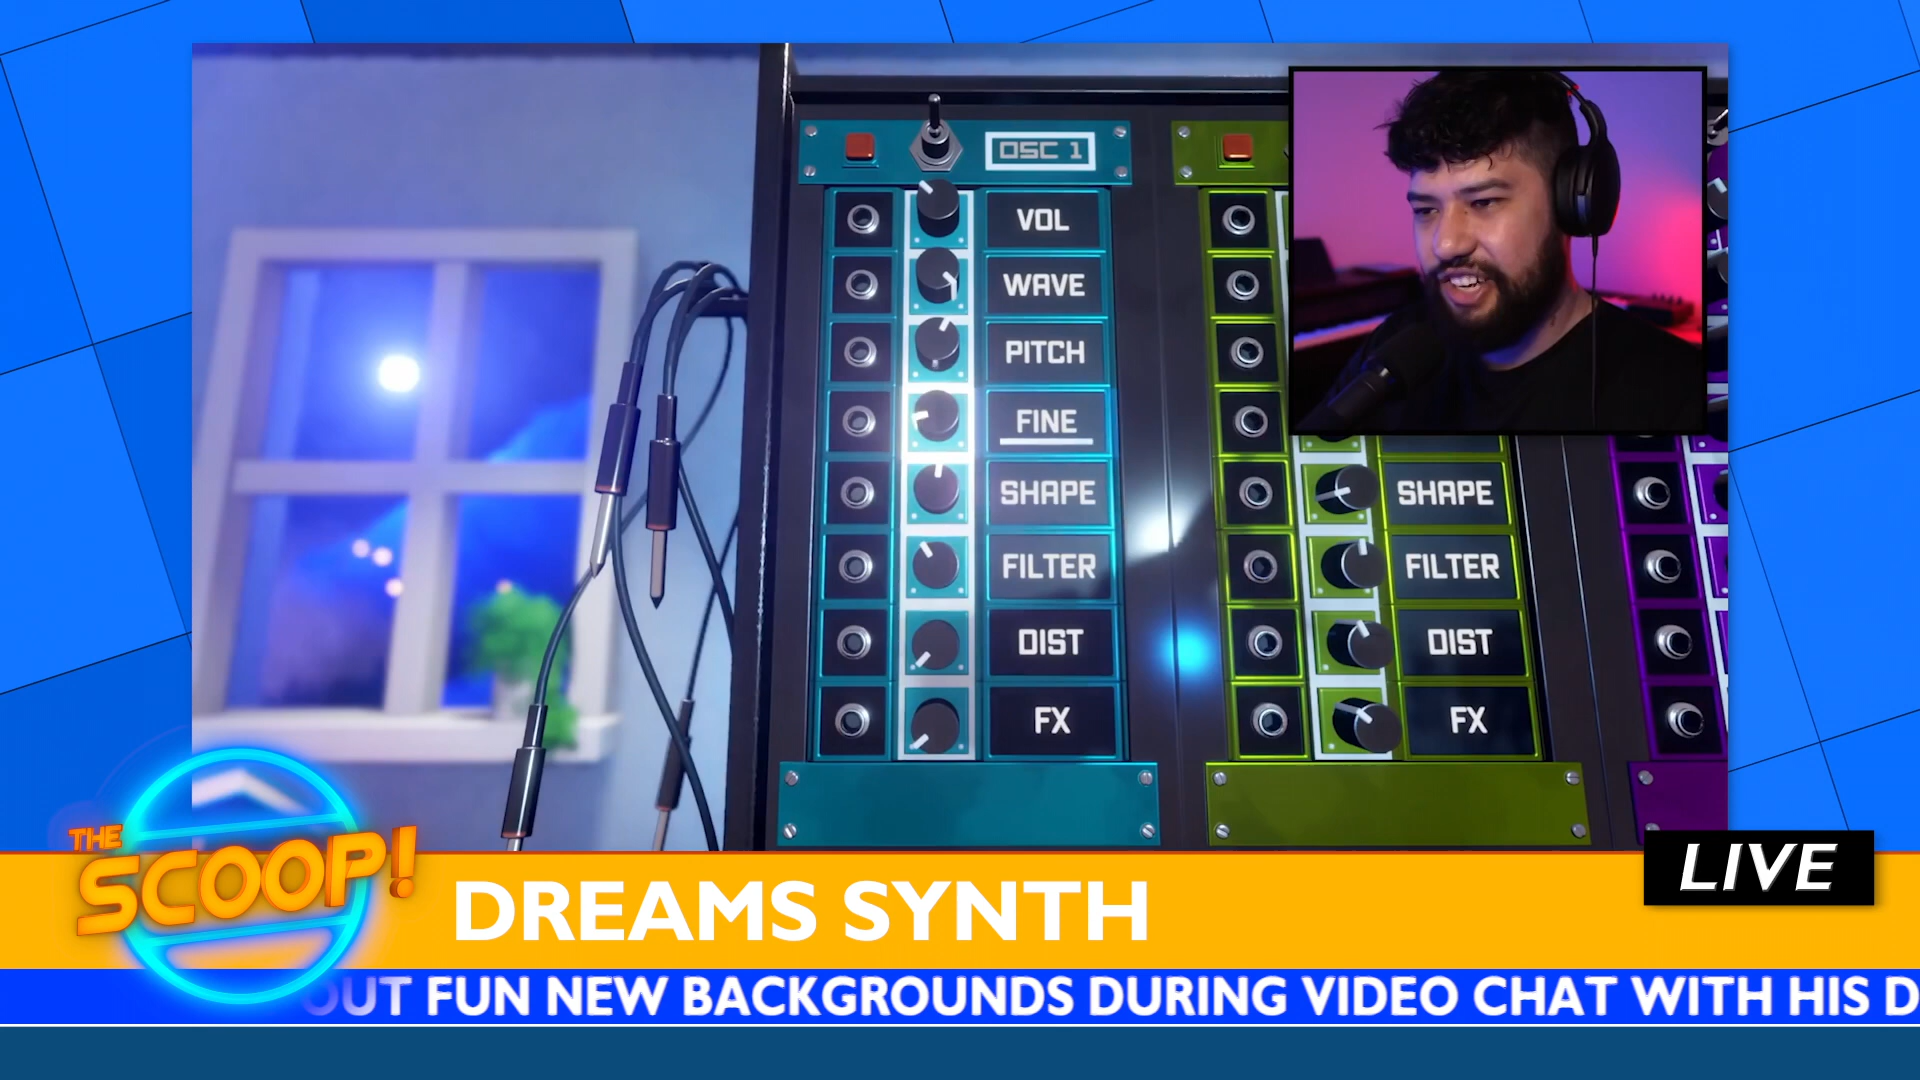 OSC 1
VOL
WAVE
PITCH
FINE
SHAPE
FILTER
DIST
FX
SHAPE
FILTER
DIST
FX
LIVE
THE
SCOOP!
DREAMS SYNTH
OUT FUN NEW BACKGROUNDS DURING VIDEO CHAT WITH HIS D